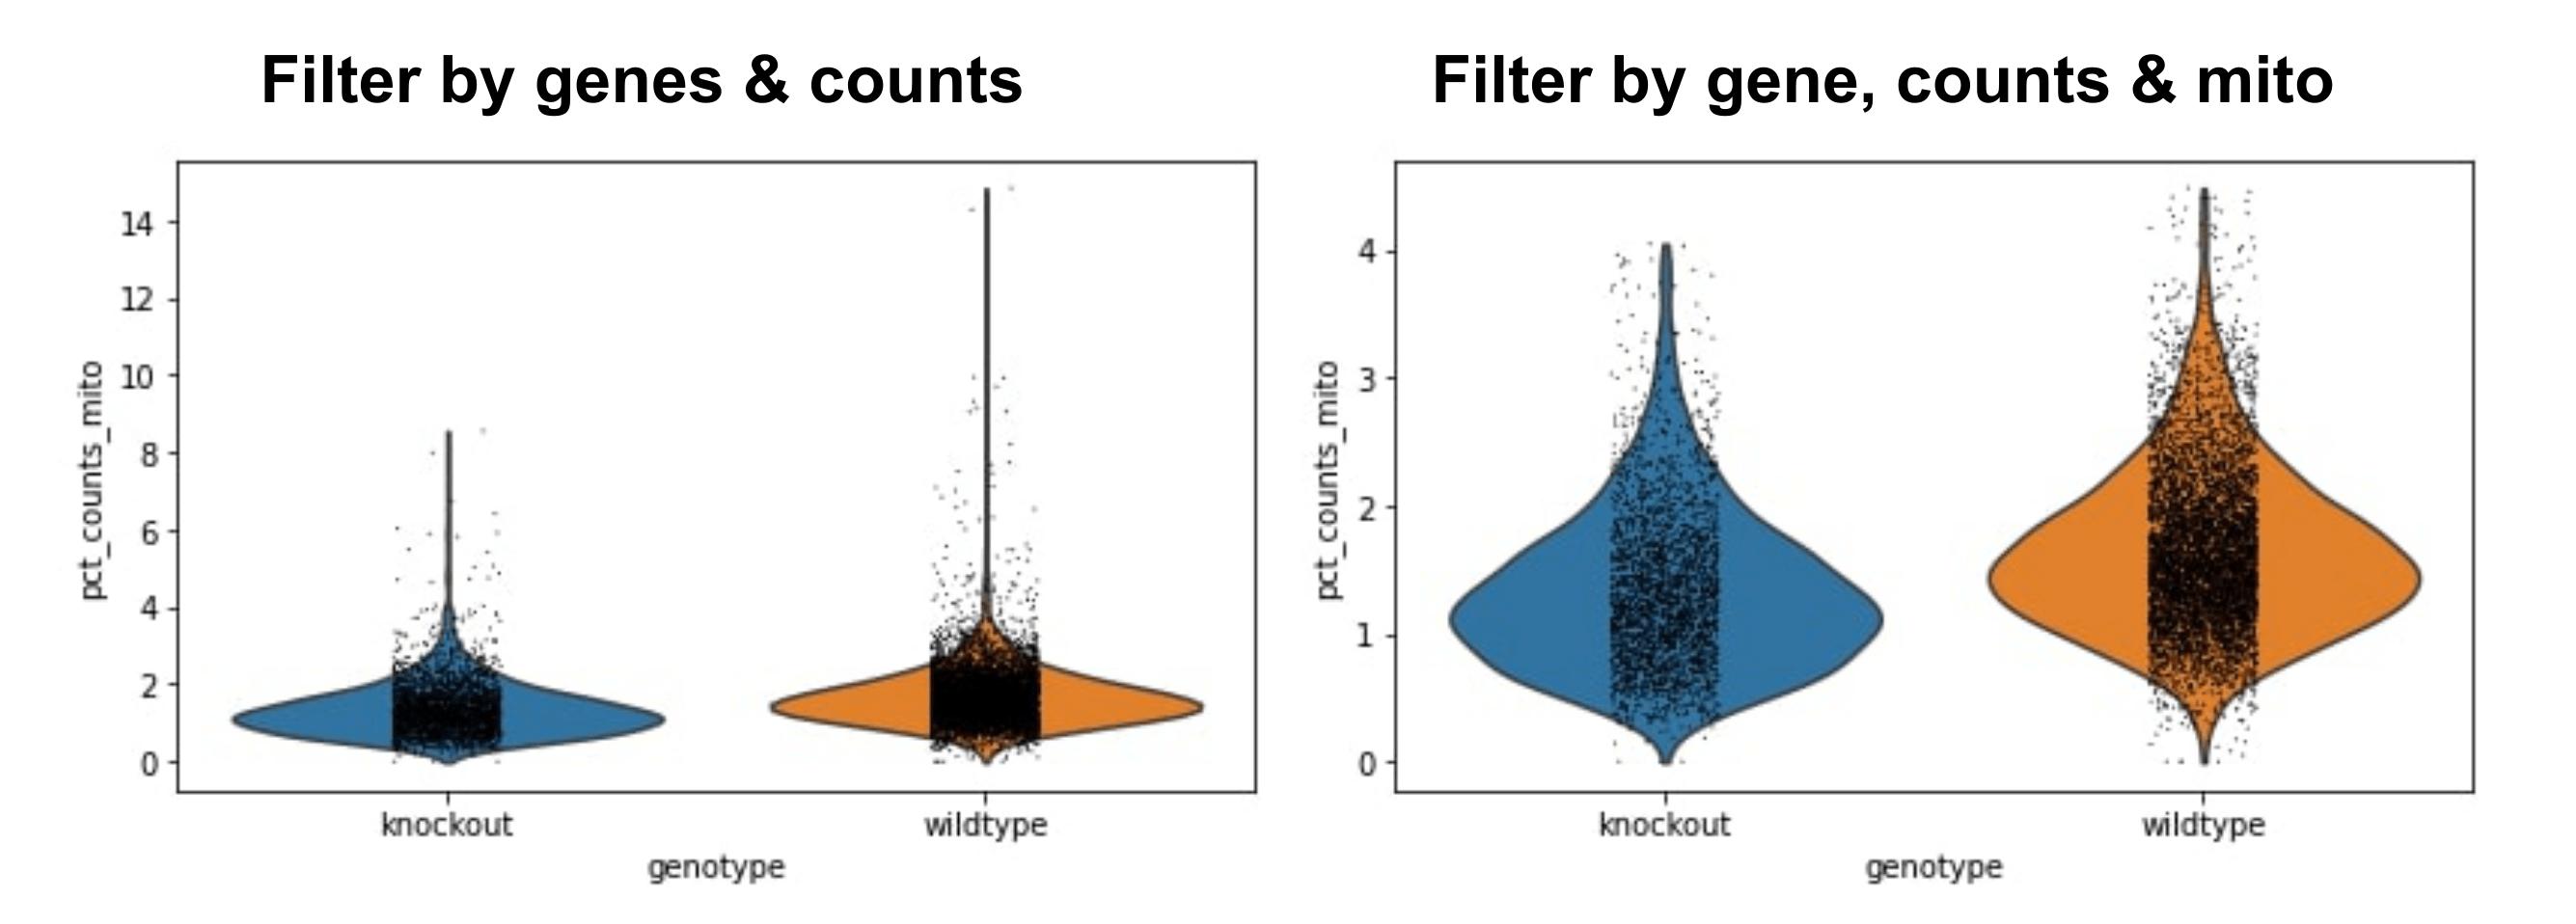 Filter by genes & counts
pct_counts_mito
14
12
10
8
6
4
2
0
knockout
wildtype
genotype
Filter by gene, counts & mito
pct_counts_mito
4
3
2
1
0
knockout
wildtype
genotype